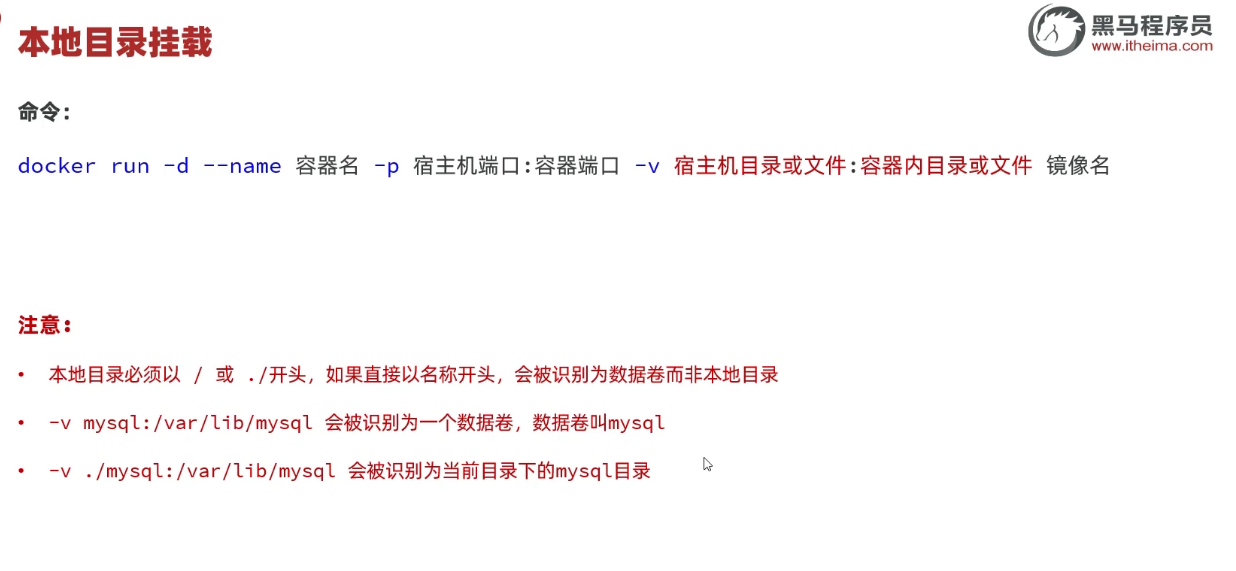 本地目录挂载
黑马程序员
www.itheima.com
命令：
docker run -d --name 容器名 -p 宿主机端口:容器端口 -v 宿主机目录或文件:容器内目录或文件 镜像名
注意：
• 本地目录必须以 / 或 ./开头，如果直接以名称开头，会被识别为数据卷而非本地目录
• -v mysql:/var/lib/mysql 会被识别为一个数据卷，数据卷叫mysql
• -v ./mysql:/var/lib/mysql 会被识别为当前目录下的mysql目录